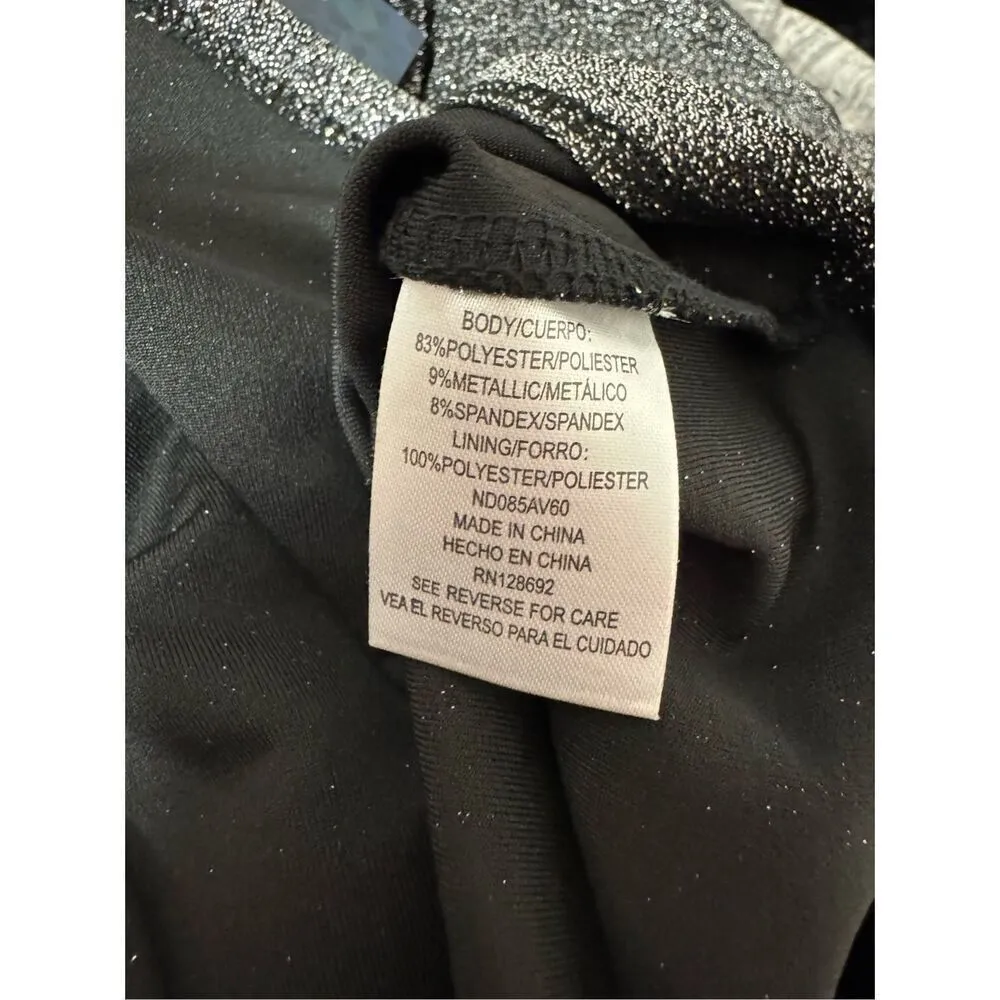 BODY/CUERPO:
83%POLYESTER/POLIESTER
9%METALLIC/METÁLICO
8%SPANDEX/SPANDEX
LINING/FORRO:
100%POLYESTER/POLIESTER
ND085AV60
MADE IN CHINA
HECHO EN CHINA
RN128692
SEE REVERSE FOR CARE
VEA EL REVERSO PARA EL CUIDADO